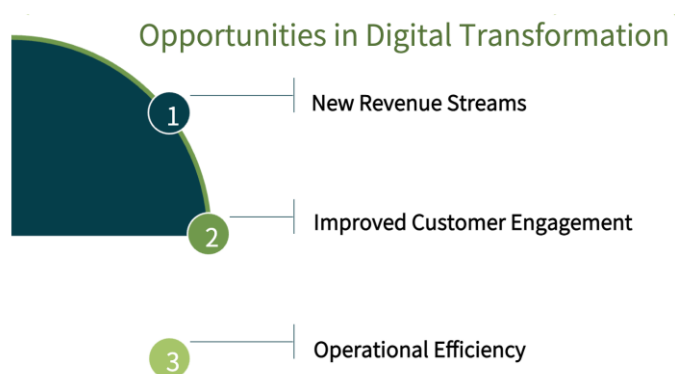 Opportunities in Digital Transformation
1
New Revenue Streams
2
Improved Customer Engagement
3
Operational Efficiency